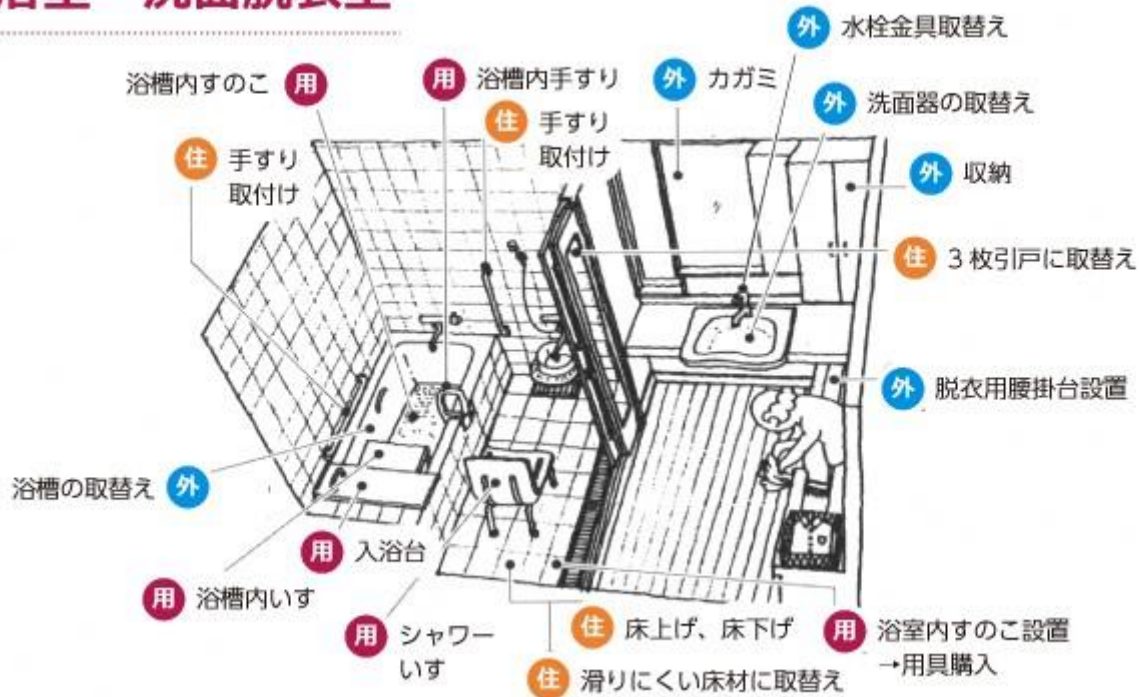 浴室・洗面脱衣室
外 水栓金具取替え
浴槽内すのこ 用
用 浴槽内手すり
外 カガミ
外 洗面器の取替え
住 手すり
取付け
住 手すり
取付け
外 収納
住 3枚引戸に取替え
外 脱衣用腰掛台設置
浴槽の取替え 外
用 入浴台
用 浴槽内いす
用 シャワー
いす
住 床上げ、床下げ
用 浴室内すのこ設置
→用具購入
住 滑りにくい床材に取替え